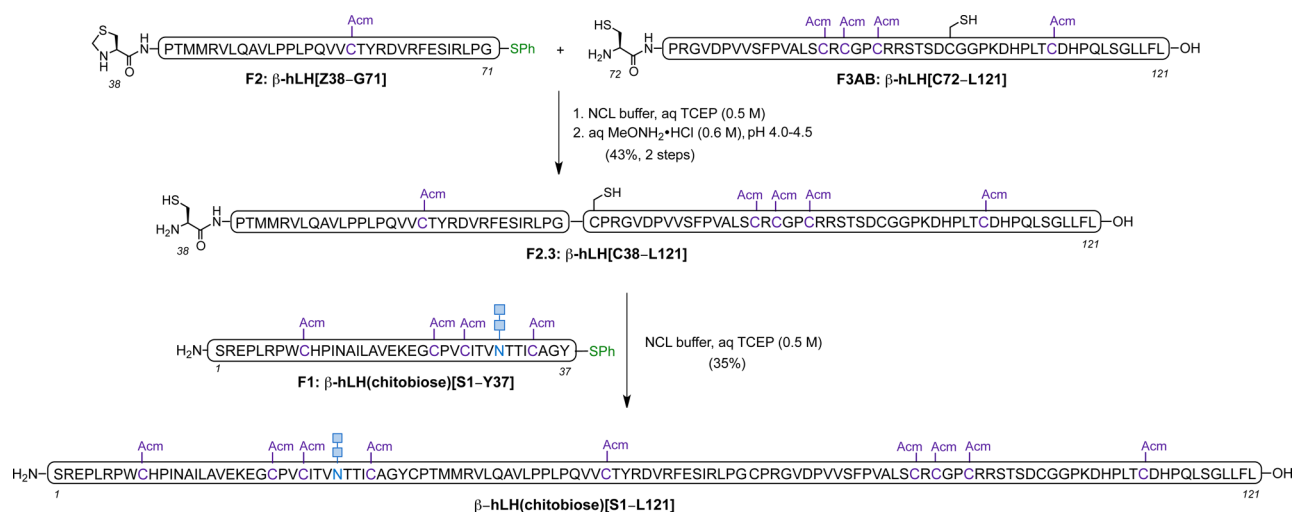 Acm
Acm Acm Acm SH Acm
S
N
H
O
H
N
PTMMRVLQAVLPPLPQVVCTYRDVRFESIRLPG
SPh
38
71
F2: β-hLH[Z38–G71]
+
HS
H2N
O
H
N
PRGVDPVVSFPVALSCRCGPCRRSTSDCGGPKDHPLTCDHPQLSGLLFL
OH
72
121
F3AB: β-hLH[C72–L121]
1. NCL buffer, aq TCEP (0.5 M)
2. aq MeONH2•HCl (0.6 M), pH 4.0-4.5
(43%, 2 steps)
Acm SH Acm Acm Acm Acm
HS
H2N
O
H
N
PTMMRVLQAVLPPLPQVVCTYRDVRFESIRLPG
CPRGVDPVVSFPVALSCRCGPCRRSTSDCGGPKDHPLTCDHPQLSGLLFL
OH
38
121
F2.3: β-hLH[C38–L121]
Acm Acm Acm Acm
H2N
SREPLRPWCHPINAILAVEKEGCPVCITVNTTICAGY
SPh
1
37
F1: β-hLH(chitobiose)[S1–Y37]
NCL buffer, aq TCEP (0.5 M)
(35%)
Acm Acm Acm Acm Acm Acm Acm Acm Acm
H2N
SREPLRPWCHPINAILAVEKEGCPVCITVNTTICAGYCPTMMRVLQAVLPPLPQVVCTYRDVRFESIRLPGCPRGVDPVVSFPVALSCRCGPCRRSTSDCGGPKDHPLTCDHPQLSGLLFL
OH
1
121
β-hLH(chitobiose)[S1–L121]